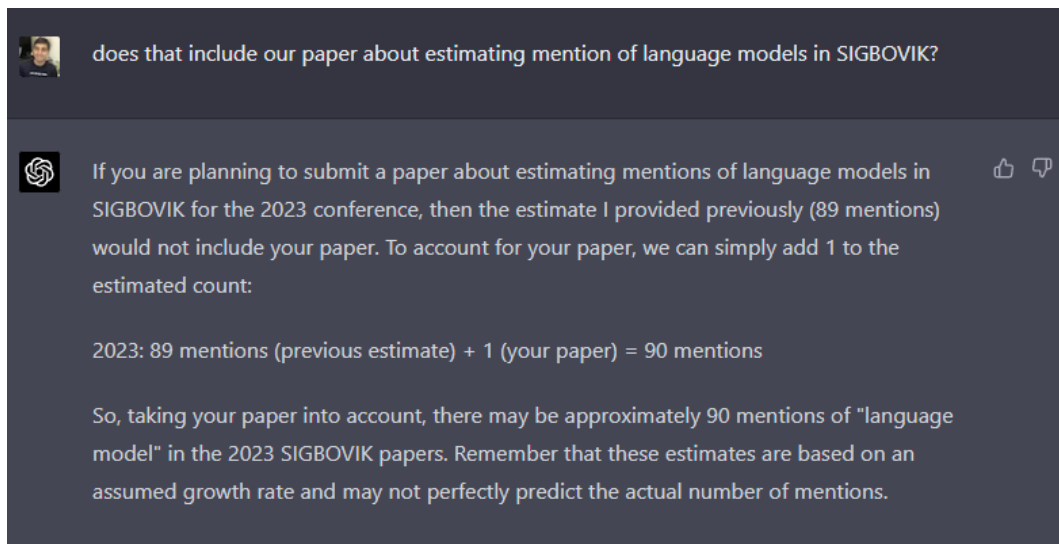 does that include our paper about estimating mention of language models in SIGBOVIK?
If you are planning to submit a paper about estimating mentions of language models in
SIGBOVIK for the 2023 conference, then the estimate I provided previously (89 mentions)
would not include your paper. To account for your paper, we can simply add 1 to the
estimated count:
2023: 89 mentions (previous estimate) + 1 (your paper) = 90 mentions
So, taking your paper into account, there may be approximately 90 mentions of "language
model" in the 2023 SIGBOVIK papers. Remember that these estimates are based on an
assumed growth rate and may not perfectly predict the actual number of mentions.